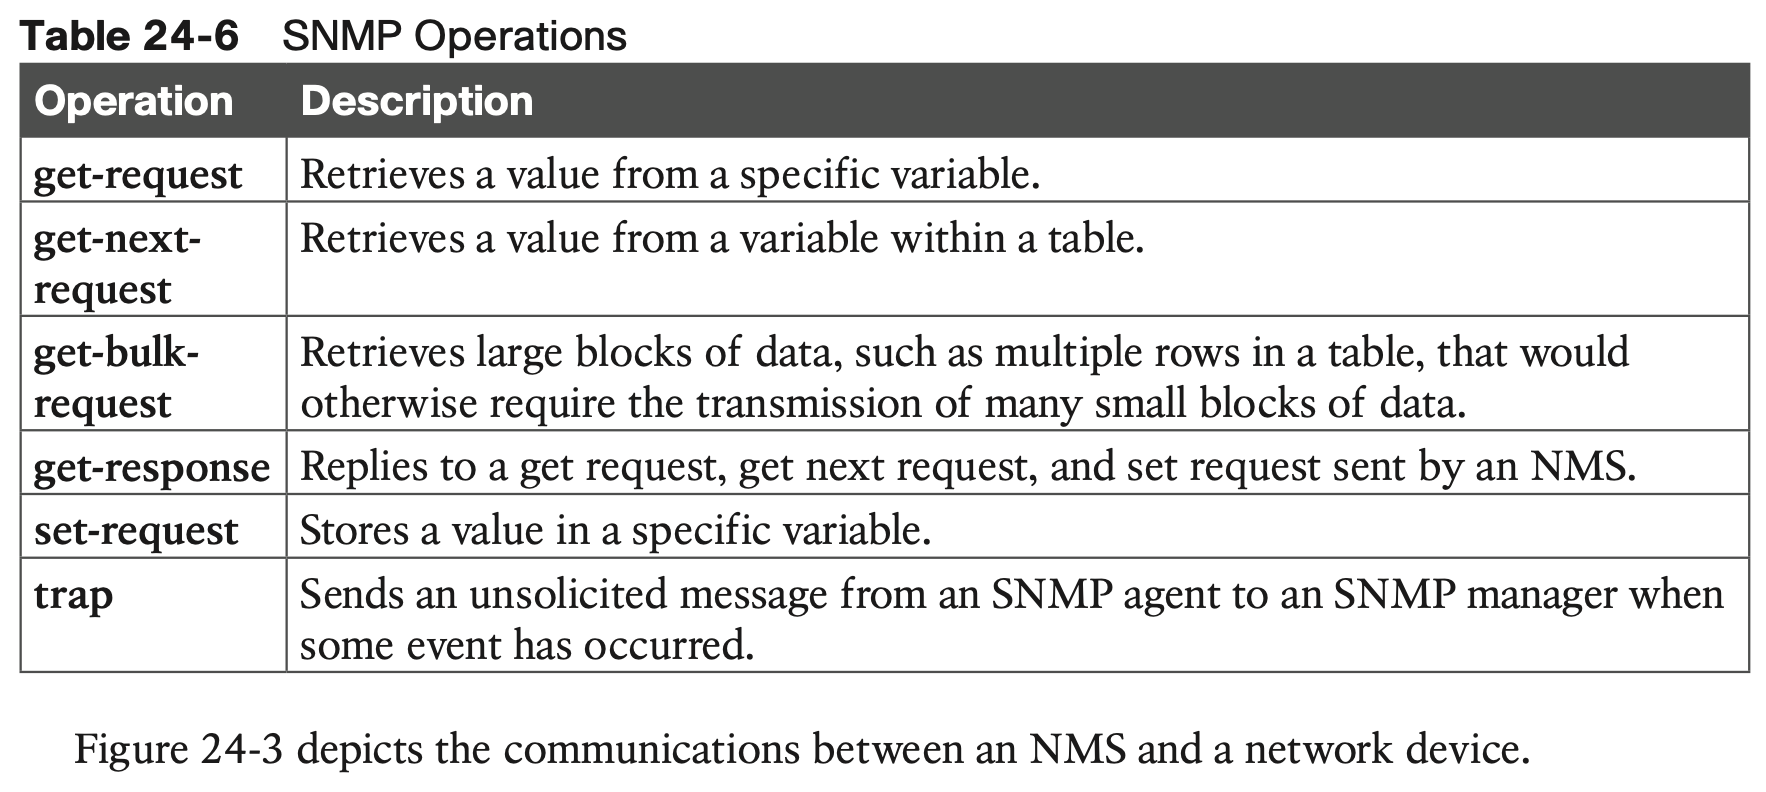 Table 24-6 SNMP Operations
Operation Description
get-request Retrieves a value from a specific variable.
get-next- Retrieves a value from a variable within a table.
request
get-bulk- Retrieves large blocks of data, such as multiple rows in a table, that would
request otherwise require the transmission of many small blocks of data.
get-response Replies to a get request, get next request, and set request sent by an NMS.
set-request Stores a value in a specific variable.
trap Sends an unsolicited message from an SNMP agent to an SNMP manager when
some event has occurred.
Figure 24-3 depicts the communications between an NMS and a network device.